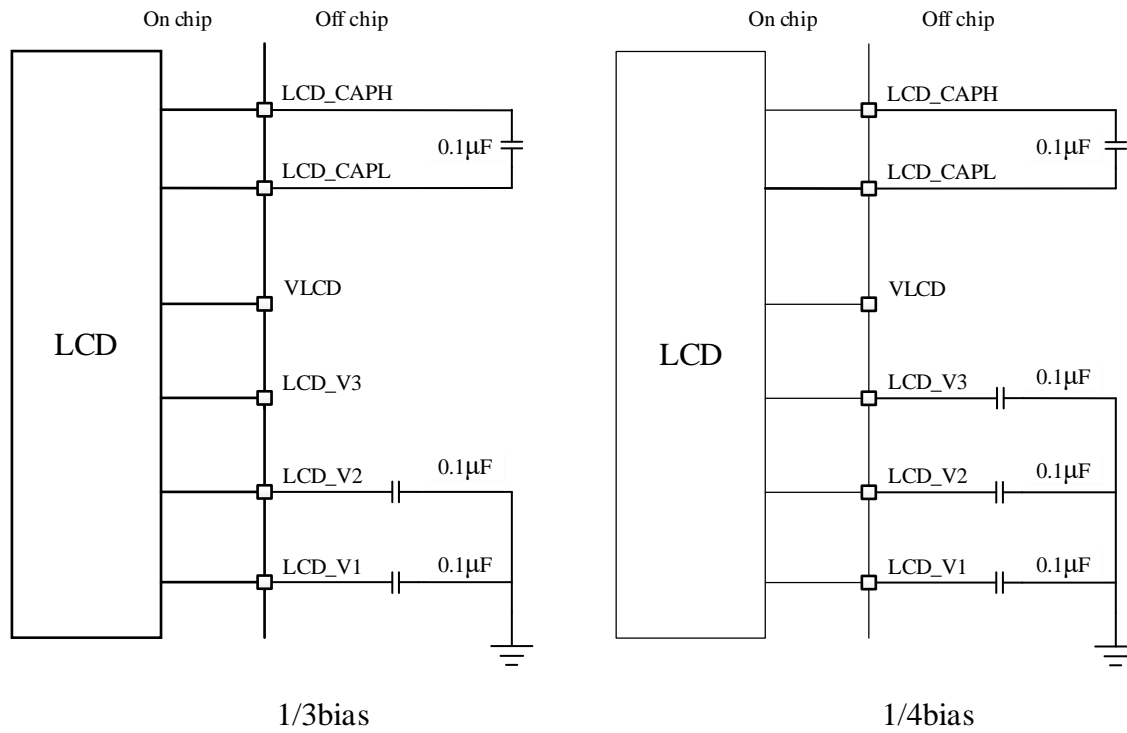 On chip Off chip
LCD_CAPH
0.1μF
LCD_CAPL
VLCD
LCD
LCD_V3
LCD_V2 0.1μF
LCD_V1 0.1μF
1/3bias
On chip Off chip
LCD_CAPH
0.1μF
LCD_CAPL
VLCD
LCD
LCD_V3 0.1μF
LCD_V2 0.1μF
LCD_V1 0.1μF
1/4bias